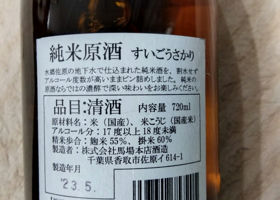 純米原酒 すいごうさかり
水郷佐原の地下水で仕込まれた純米酒を、割水せず
アルコール度数が高いままビン詰めしました。純米の
原酒ならではの濃醇で深い味わいをお楽しみください。
品目:清酒 内容量 720ml
原材料名:米(国産)、米こうじ(国産米)
アルコール分:17度以上18度未満
精米歩合:麹米55% 掛米60%
製造者:株式会社馬場本店酒造
千葉県香取市佐原イ614-1
製造年月
'23.5.